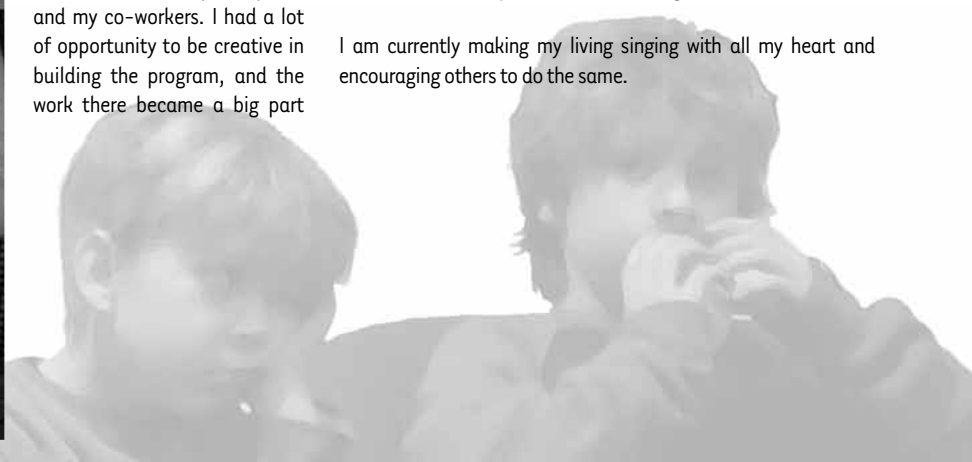 and my co-workers. I had a lot
of opportunity to be creative in
building the program, and the
work there became a big part
I am currently making my living singing with all my heart and
encouraging others to do the same.